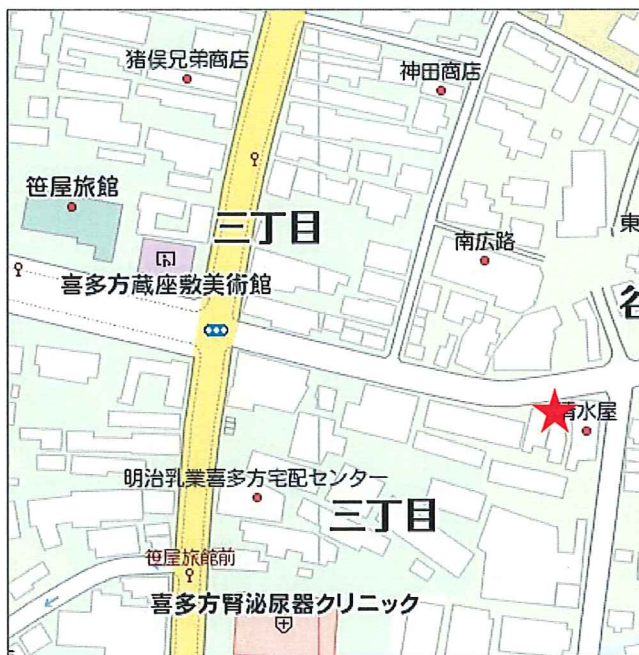 猪俣兄弟商店
神田商店
笹屋旅館
三丁目
南広路
東
喜多方蔵座敷美術館
谷
清水屋
明治乳業喜多方宅配センター
三丁目
笹屋旅館前
喜多方腎泌尿器クリニック